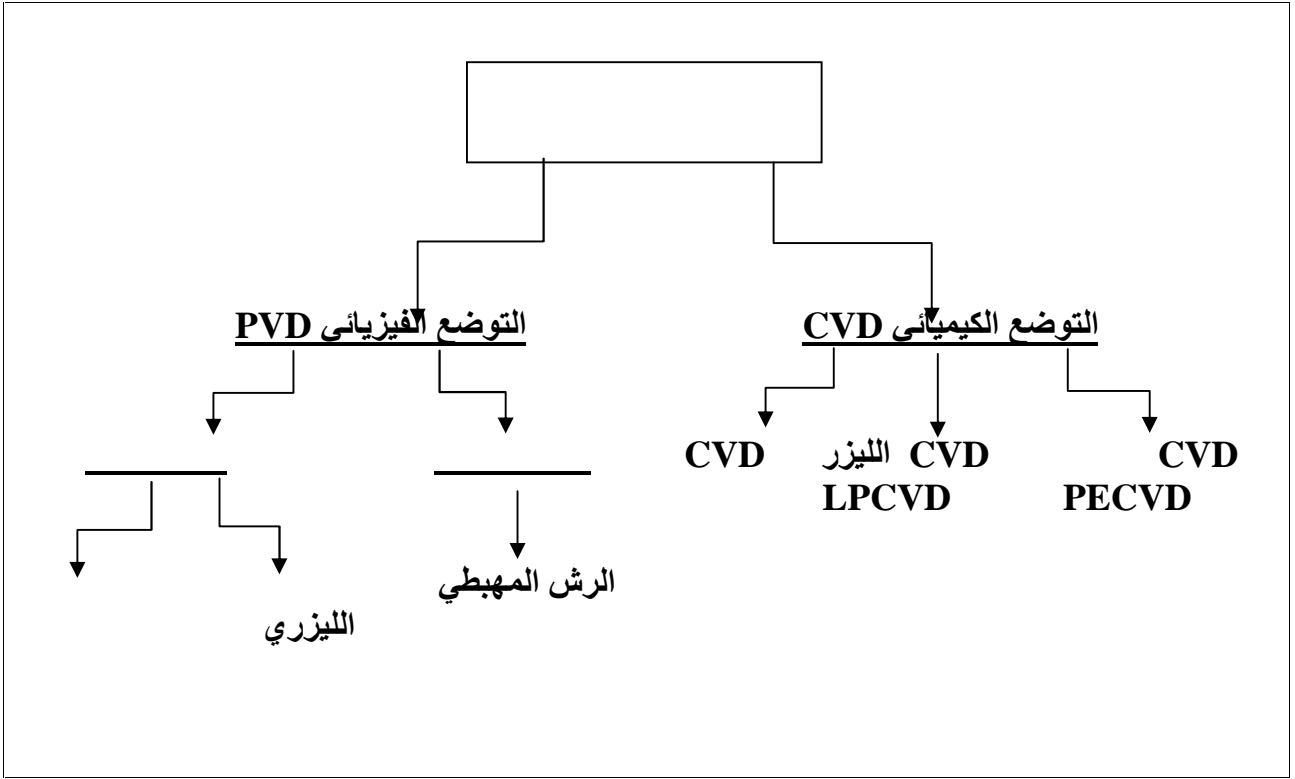 التوضع الكيميائي CVD
التوضع الفيزيائي PVD
CVD
CVD الليزر
CVD
PECVD
LPCVD
الرش المهبطي
الليزري